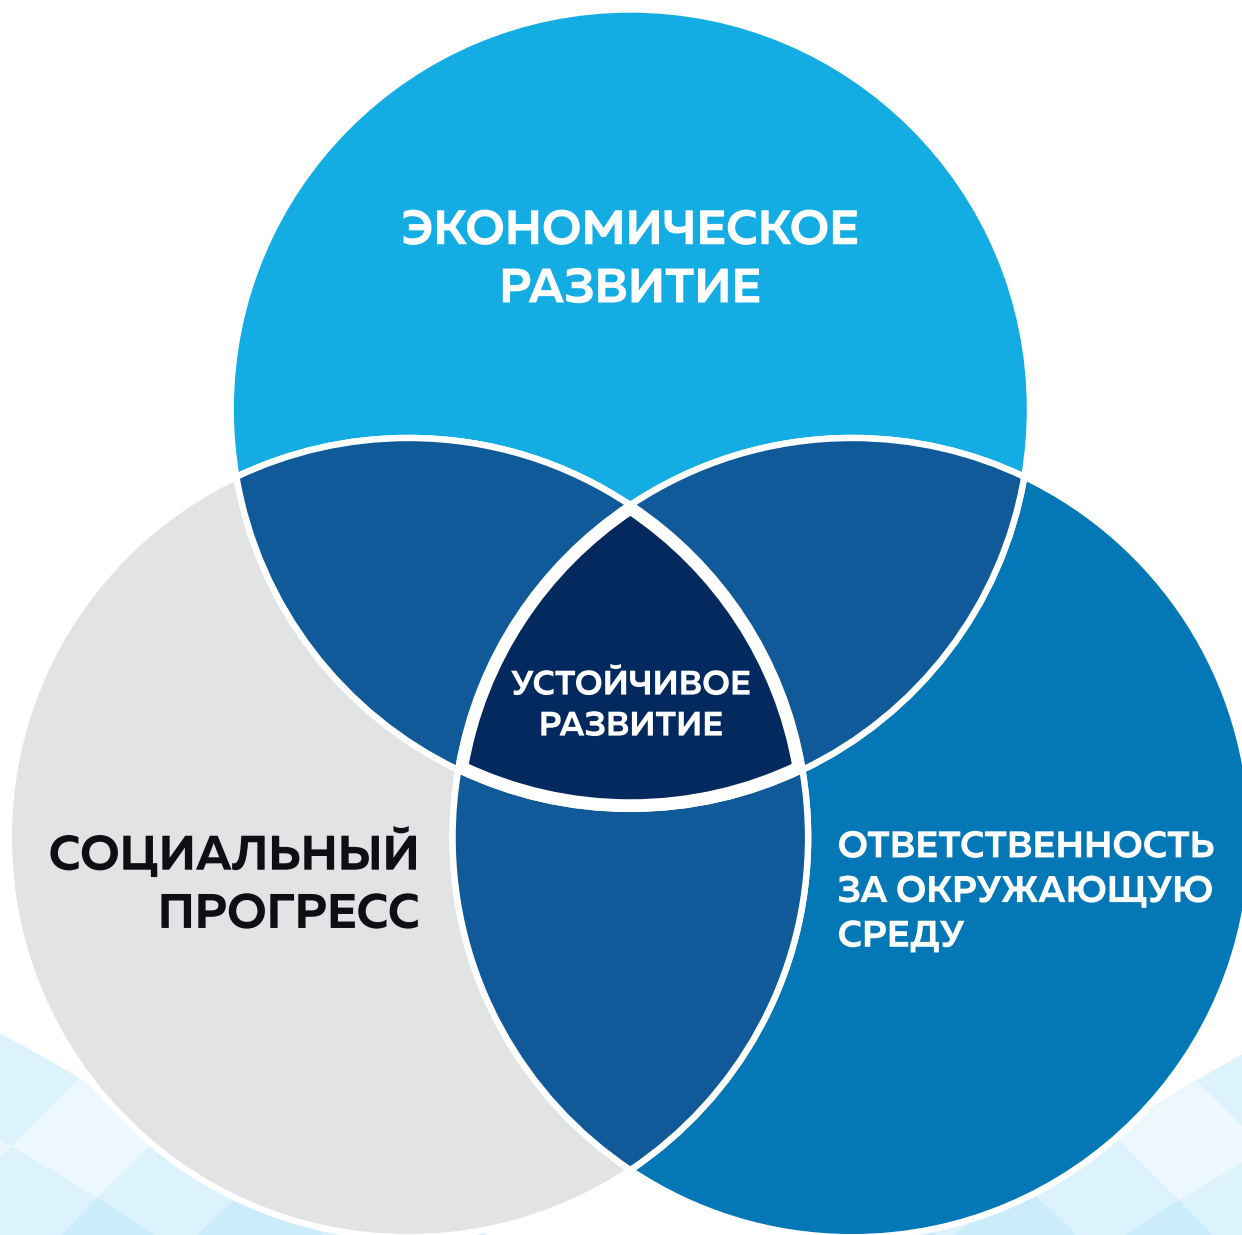 ЭКОНОМИЧЕСКОЕ
РАЗВИТИЕ
УСТОЙЧИВОЕ
РАЗВИТИЕ
СОЦИАЛЬНЫЙ
ПРОГРЕСС
ОТВЕТСТВЕННОСТЬ
ЗА ОКРУЖАЮЩУЮ
СРЕДУ